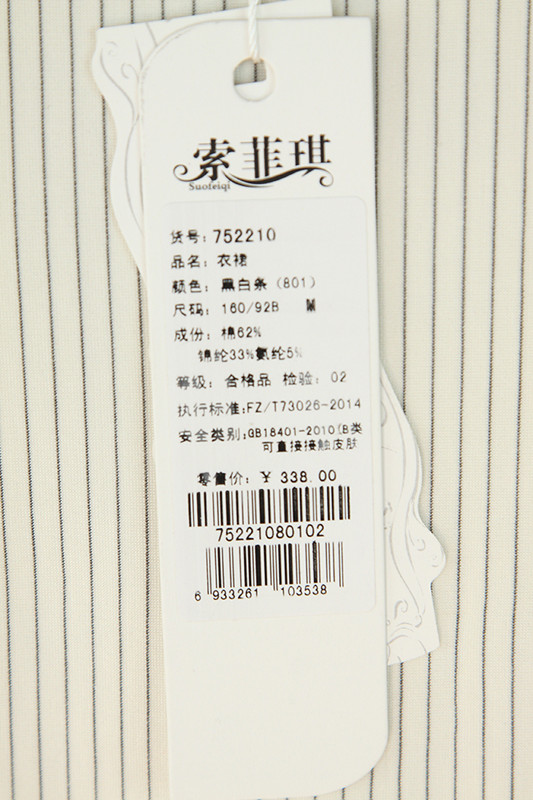 索菲琪
Suofeiqi
货号：752210
品名：衣裙
颜色：黑白条（801）
尺码：160/92B M
成份：棉62%
锦纶33%氨纶5%
等级：合格品 检验：02
执行标准：FZ/T73026-2014
安全类别：GB18401-2010(B类
可直接接触皮肤
零售价：￥ 338.00
75221080102
6 933261 103538